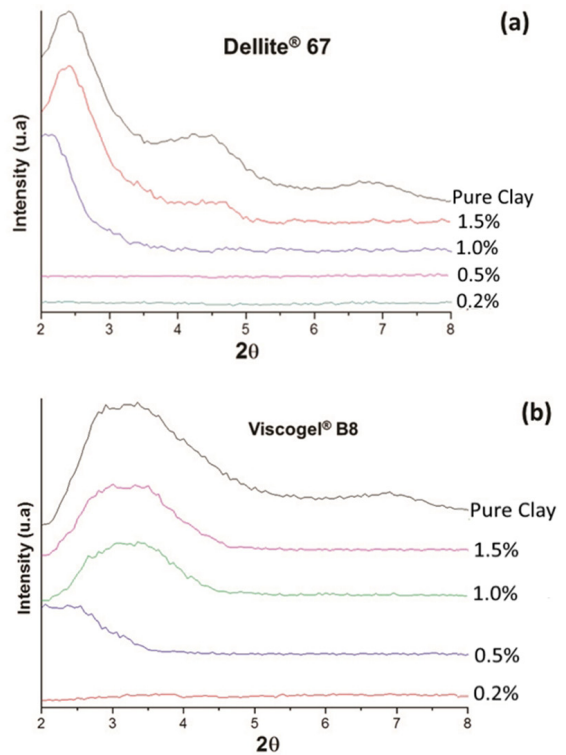 (a)
Dellite® 67
Intensity (u.a)
Pure Clay
1.5%
1.0%
0.5%
0.2%
2 3 4 5 6 7 8
2θ
(b)
Viscogel® B8
Intensity (u.a)
Pure Clay
1.5%
1.0%
0.5%
0.2%
2 3 4 5 6 7 8
2θ